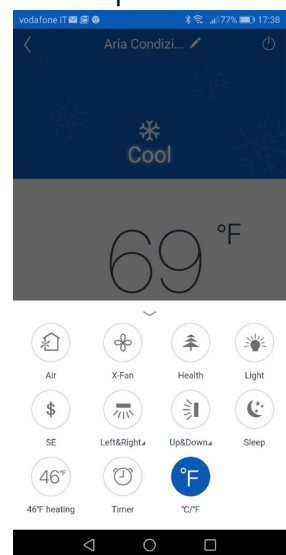 vodafone IT 77% 17:38
Aria Condizi...
Cool
69 °F
Air X-Fan Health Light
$
SE Left&Right Up&Down Sleep
46°F °F
46°F heating Timer °C/°F